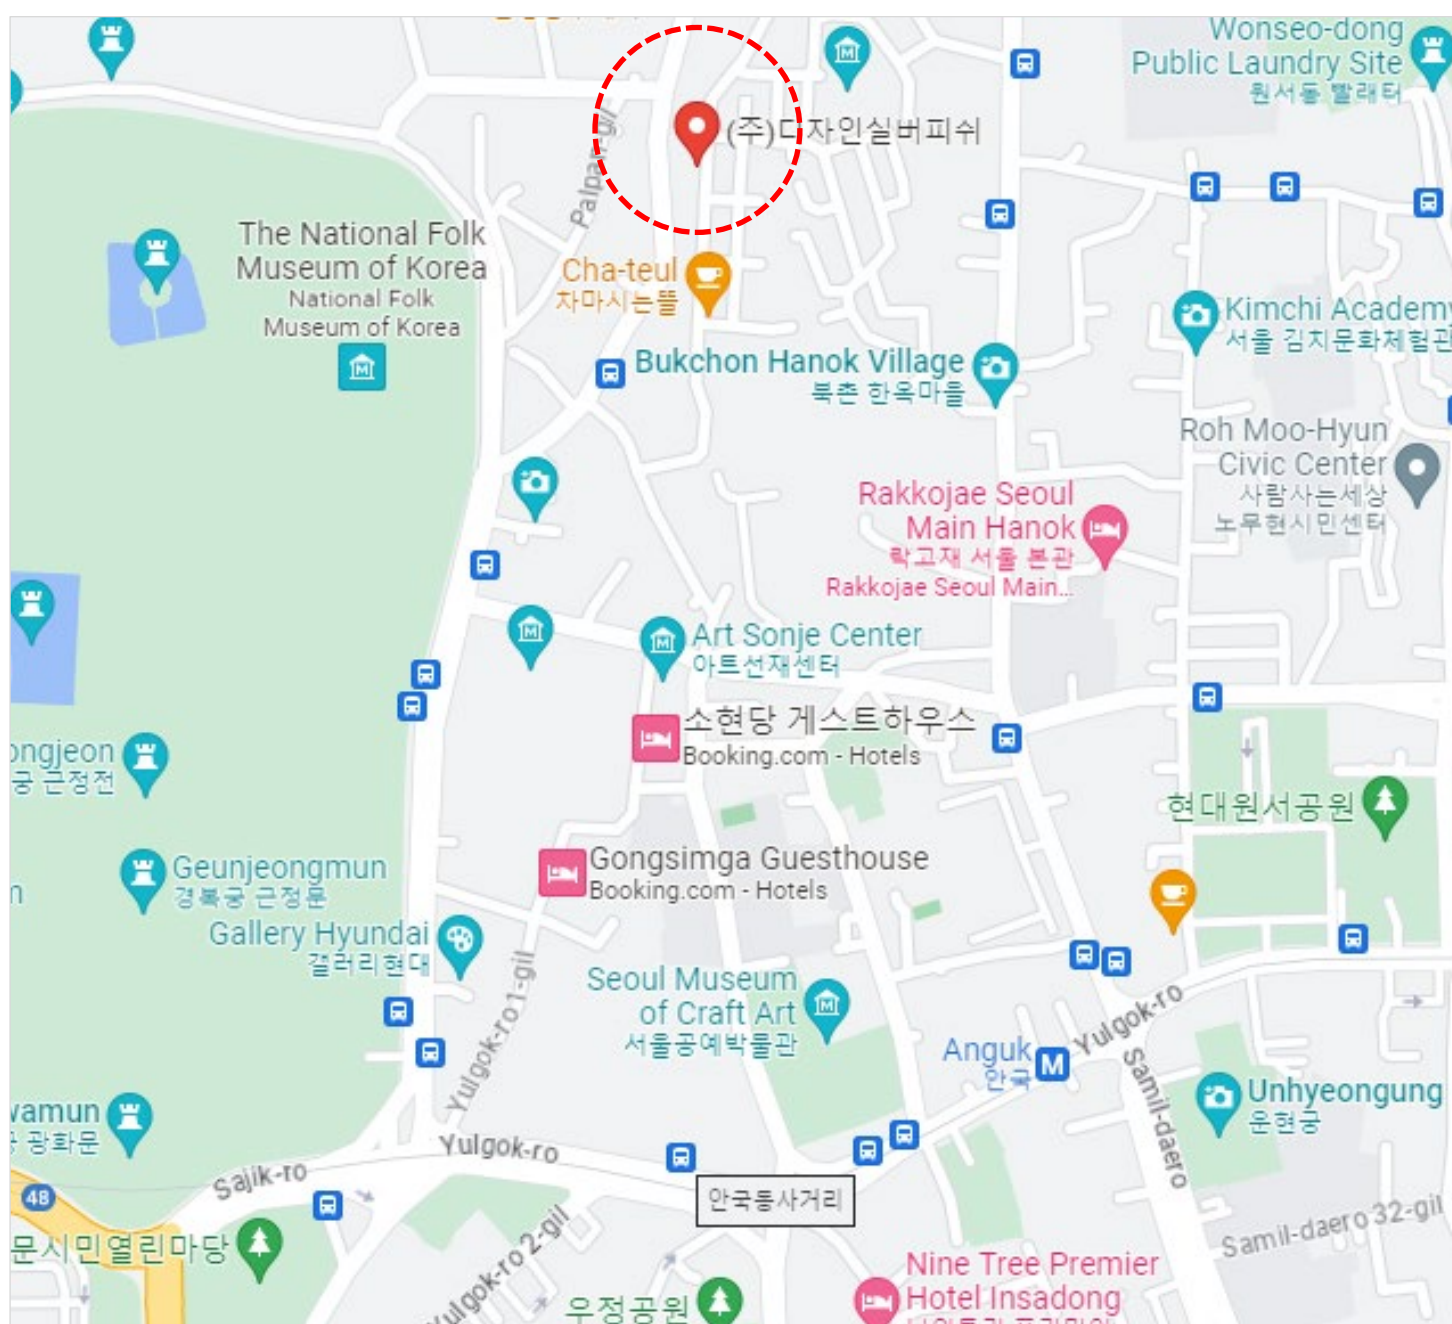 Wonseo-dong
Public Laundry Site
원서동 빨래터
(주)디자인실버피쉬
Palpan-gil
The National Folk
Museum of Korea
National Folk
Museum of Korea
Cha-teul
차마시는뜰
Kimchi Academy
서울 김치문화체험관
Bukchon Hanok Village
북촌 한옥마을
Roh Moo-Hyun
Civic Center
사람사는세상
노무현시민센터
Rakkojae Seoul
Main Hanok
락고재 서울 본관
Rakkojae Seoul Main...
Art Sonje Center
아트선재센터
소현당 게스트하우스
Booking.com - Hotels
ongjeon
궁 근정전
현대원서공원
Gongsimga Guesthouse
Booking.com - Hotels
Geunjeongmun
경복궁 근정문
n
Gallery Hyundai
갤러리현대
Yulgok-ro 1-gil
Seoul Museum
of Craft Art
서울공예박물관
Anguk
안국
M
Yulgok-ro
Samil-daero
Unhyeongung
운현궁
wamun
광화문
Yulgok-ro
Sajik-ro
48
안국동사거리
Samil-daero 32-gil
문시민열린마당
Yulgok-ro 2-gil
우정공원
Nine Tree Premier
Hotel Insadong